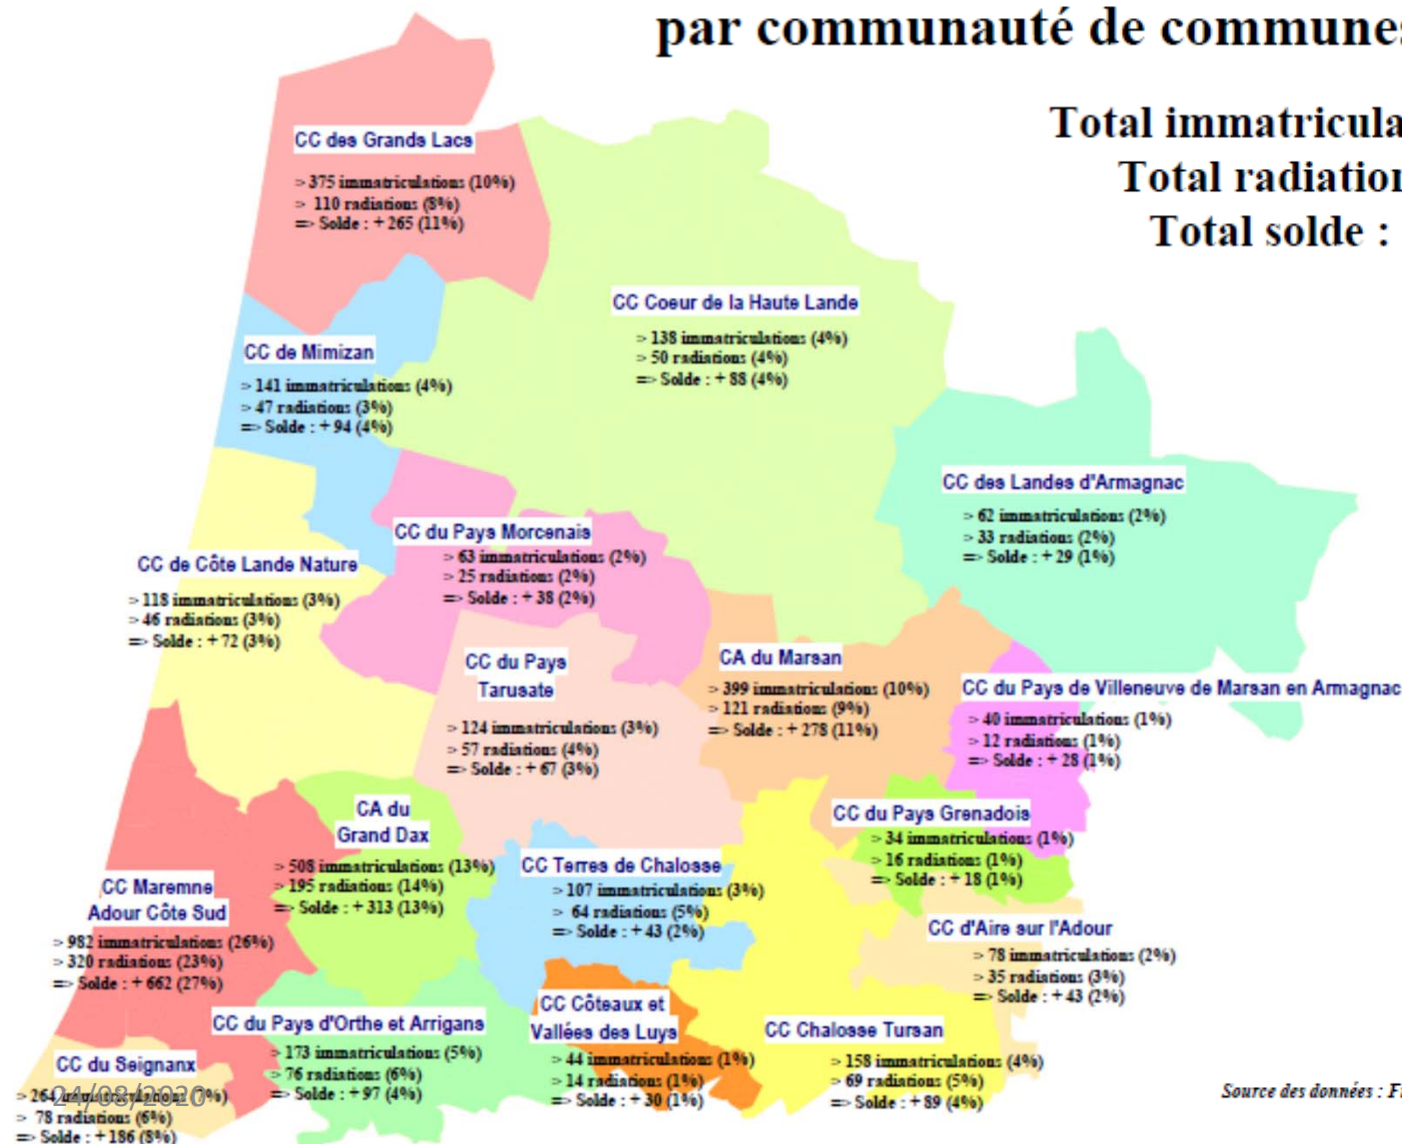 par communauté de communes
Total immatricula
Total radiation
Total solde :
CC des Grands Lacs
> 375 immatriculations (10%)
> 110 radiations (8%)
=> Solde : + 265 (11%)
CC Coeur de la Haute Lande
> 138 immatriculations (4%)
> 50 radiations (4%)
=> Solde : + 88 (4%)
CC de Mimizan
> 141 immatriculations (4%)
> 47 radiations (3%)
=> Solde : + 94 (4%)
CC des Landes d'Armagnac
> 62 immatriculations (2%)
> 33 radiations (2%)
=> Solde : + 29 (1%)
CC du Pays Morcenais
> 63 immatriculations (2%)
> 25 radiations (2%)
=> Solde : + 38 (2%)
CC de Côte Lande Nature
> 118 immatriculations (3%)
> 46 radiations (3%)
=> Solde : + 72 (3%)
CC du Pays
Tarusate
> 124 immatriculations (3%)
> 57 radiations (4%)
=> Solde : + 67 (3%)
CA du Marsan
> 399 immatriculations (10%)
> 121 radiations (9%)
=> Solde : + 278 (11%)
CC du Pays de Villeneuve de Marsan en Armagnac
> 40 immatriculations (1%)
> 12 radiations (1%)
=> Solde : + 28 (1%)
CA du
Grand Dax
> 508 immatriculations (13%)
> 195 radiations (14%)
=> Solde : + 313 (13%)
CC du Pays Grenadois
> 34 immatriculations (1%)
> 16 radiations (1%)
=> Solde : + 18 (1%)
CC Terres de Chalosse
> 107 immatriculations (3%)
> 64 radiations (5%)
=> Solde : + 43 (2%)
CC Maremne
Adour Côte Sud
> 982 immatriculations (26%)
> 320 radiations (23%)
=> Solde : + 662 (27%)
CC d'Aire sur l'Adour
> 78 immatriculations (2%)
> 35 radiations (3%)
=> Solde : + 43 (2%)
CC du Pays d'Orthe et Arrigans
> 173 immatriculations (5%)
> 76 radiations (6%)
=> Solde : + 97 (4%)
CC Côteaux et
Vallées des Luys
> 44 immatriculations (1%)
> 14 radiations (1%)
=> Solde : + 30 (1%)
CC Chalosse Tursan
> 158 immatriculations (4%)
> 69 radiations (5%)
=> Solde : + 89 (4%)
CC du Seignanx
> 264 immatriculations (7%)
24/08/2020
> 78 radiations (6%)
=> Solde : + 186 (8%)
Source des données :